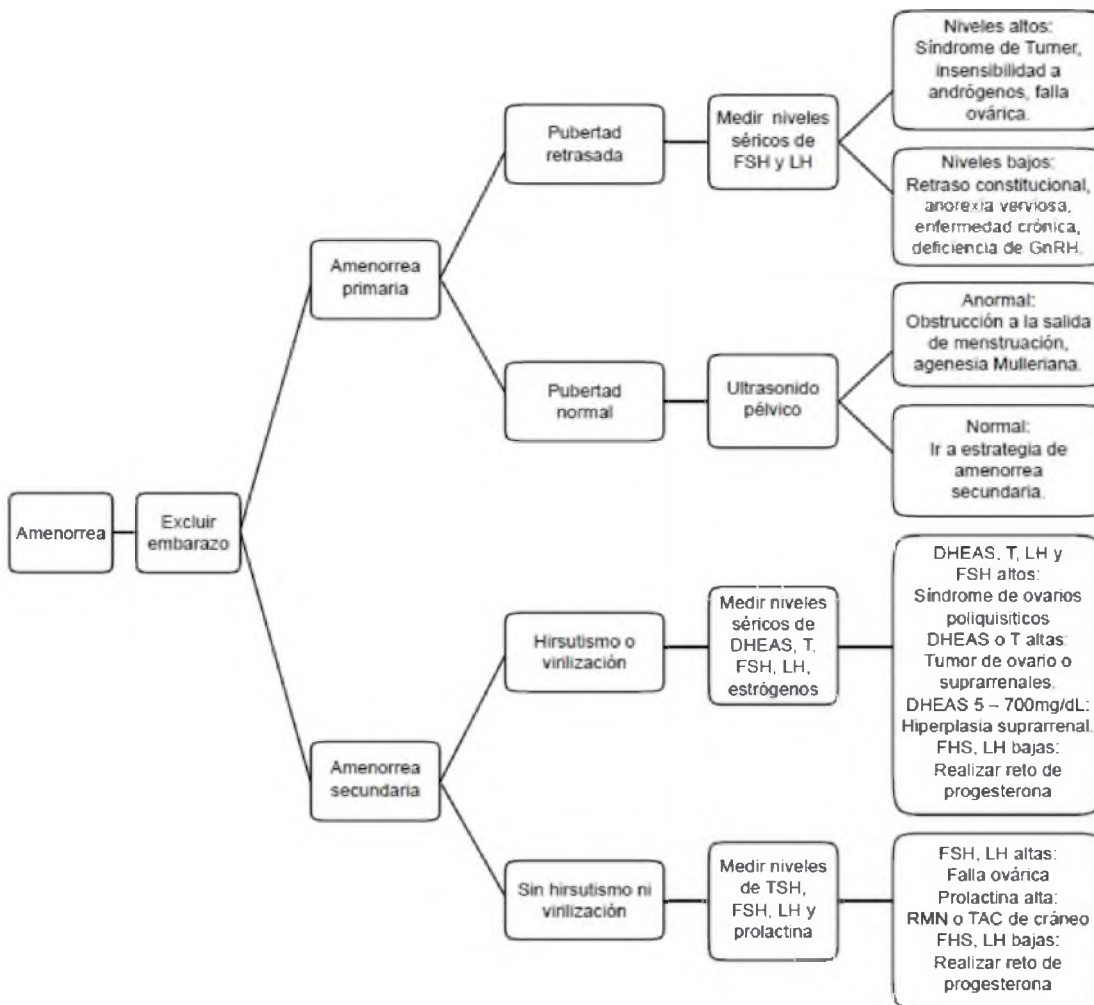 Amenorrea
Excluir
embarazo
Amenorrea
primaria
Pubertad
retrasada
Medir niveles
séricos de
FSH y LH
Niveles altos:
Síndrome de Turner,
insensibilidad a
andrógenos, falla
ovárica.
Niveles bajos:
Retraso constitucional,
anorexia verviosa,
enfermedad crónica,
deficiencia de GnRH.
Pubertad
normal
Ultrasonido
pélvico
Anormal:
Obstrucción a la salida
de menstruación,
agenesia Mulleriana.
Normal:
Ir a estrategia de
amenorrea
secundaria.
Amenorrea
secundaria
Hirsutismo o
virilización
Medir niveles
séricos de
DHEAS, T,
FSH, LH,
estrógenos
DHEAS, T, LH y
FSH altos:
Síndrome de ovarios
poliquisíticos
DHEAS o T altas:
Tumor de ovario o
suprarrenales.
DHEAS 5 – 700mg/dL:
Hiperplasia suprarrenal.
FHS, LH bajas:
Realizar reto de
progesterona
Sin hirsutismo ni
virilización
Medir niveles
de TSH,
FSH, LH y
prolactina
FSH, LH altas:
Falla ovárica
Prolactina alta:
RMN o TAC de cráneo
FHS, LH bajas:
Realizar reto de
progesterona